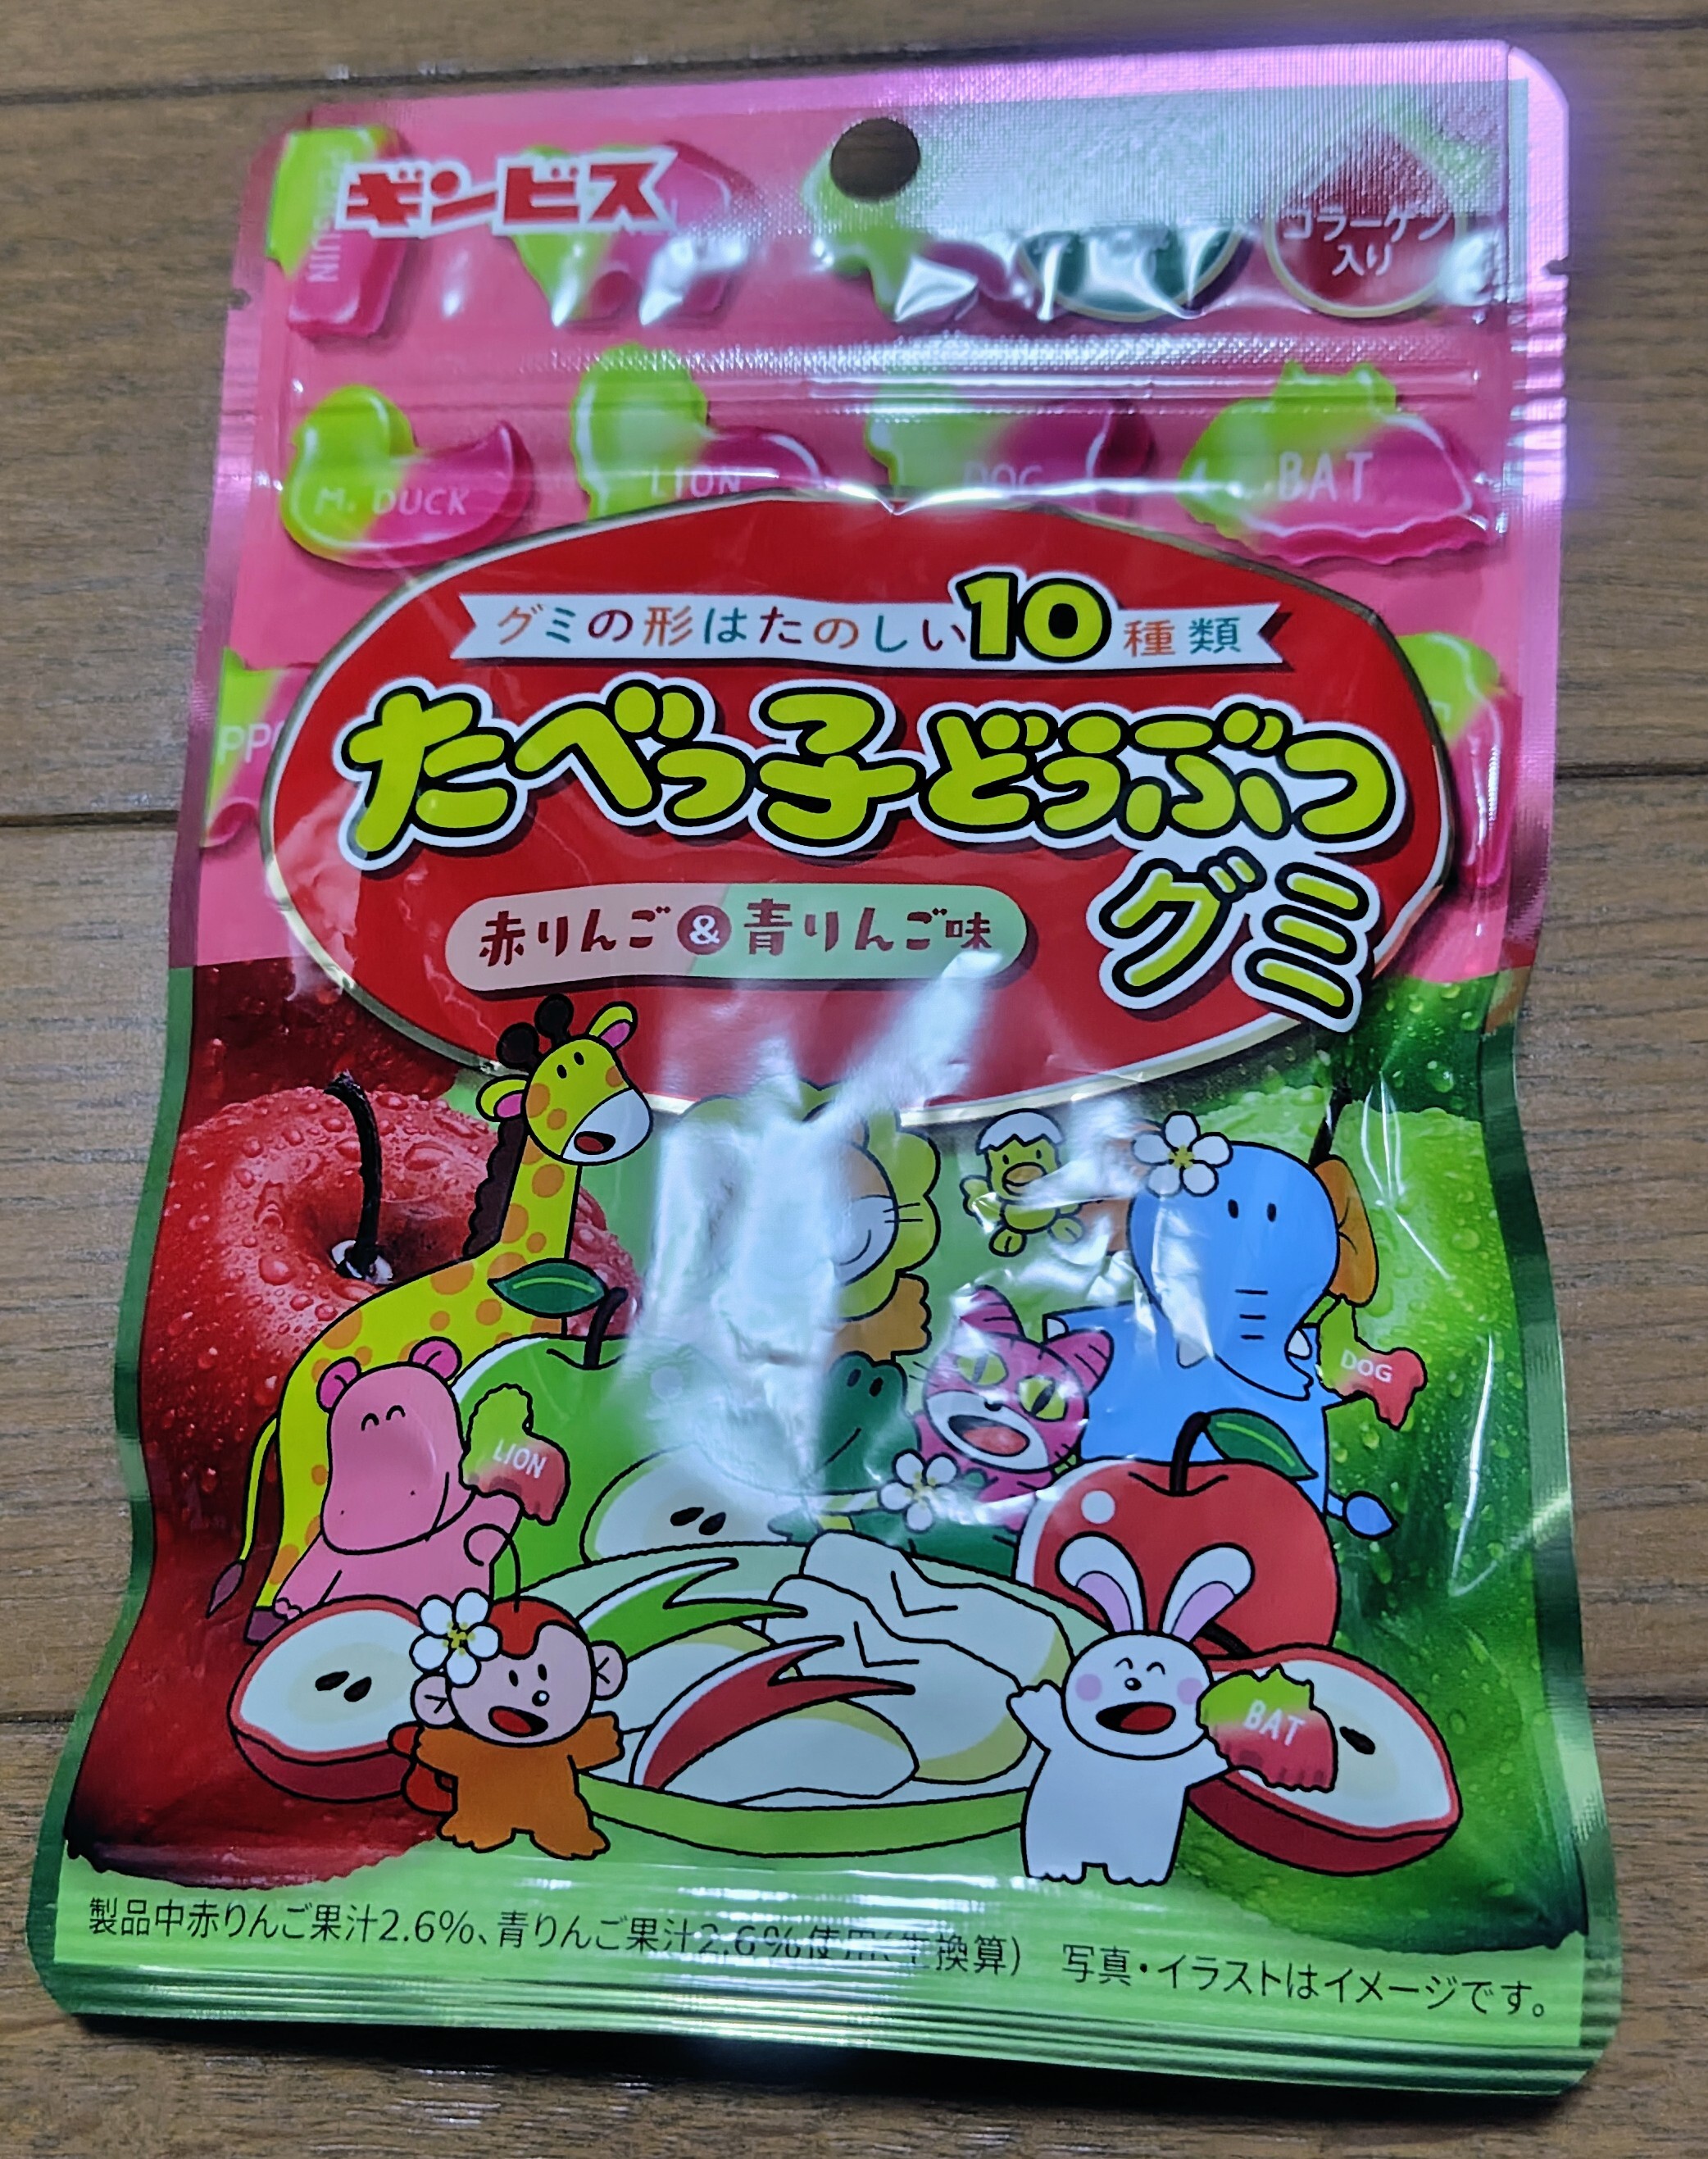 ギンビス
コラーゲン
入り
PENGUIN
M. DUCK
LION
DOG
BAT
グミの形はたのしい10種類
たべっ子どうぶつ
グミ
赤りんご&青りんご味
LION
DOG
BAT
製品中赤りんご果汁2.6%、青りんご果汁2.6%使用(生換算) 写真・イラストはイメージです。